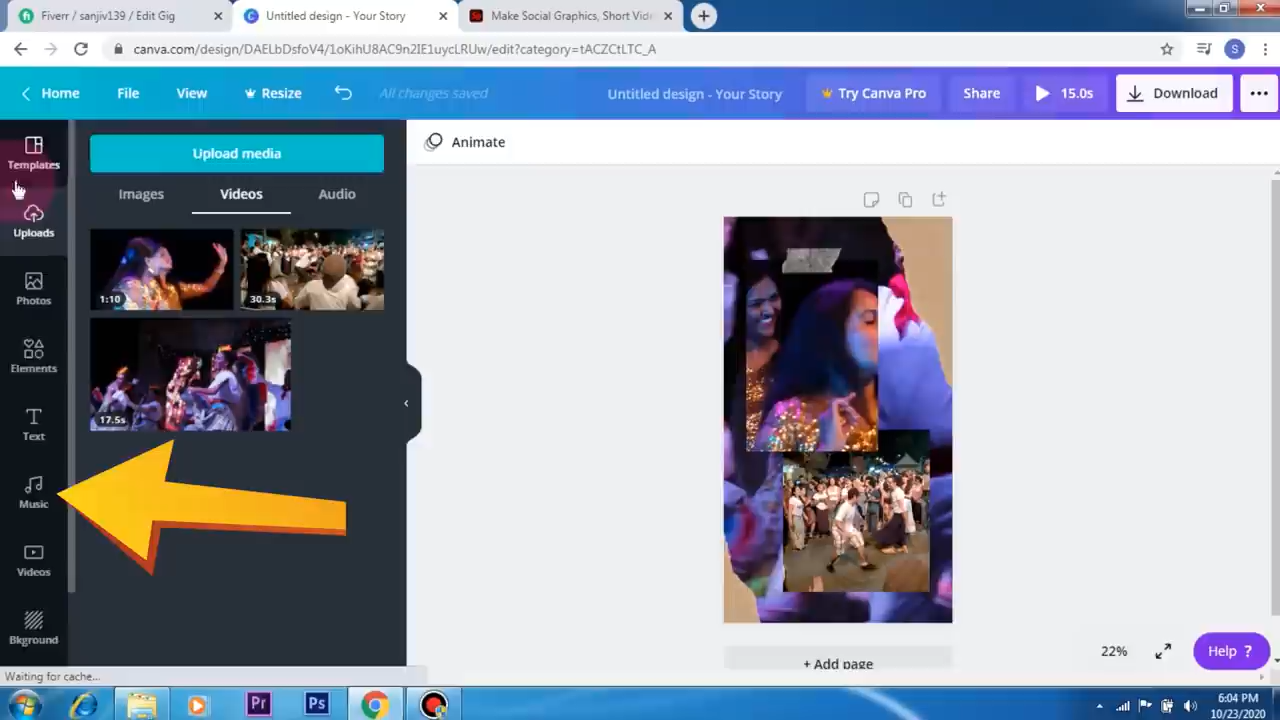 Fiverr / sanjiv139 / Edit Gig
Untitled design - Your Story
Make Social Graphics, Short Video
canva.com/design/DAELbDsfoV4/1oKihU8AC9n2IE1uycLRUw/edit?category=tACZCtLTC_A
S
Home
File
View
Resize
All changes saved
Untitled design - Your Story
Try Canva Pro
Share
15.0s
Download
Templates
Uploads
Photos
Elements
Text
Music
Videos
Bkground
Upload media
Images
Videos
Audio
1:10
30.3s
17.5s
Animate
+ Add page
22%
Help ?
Waiting for cache...
Pr
Ps
6:04 PM
10/23/2020